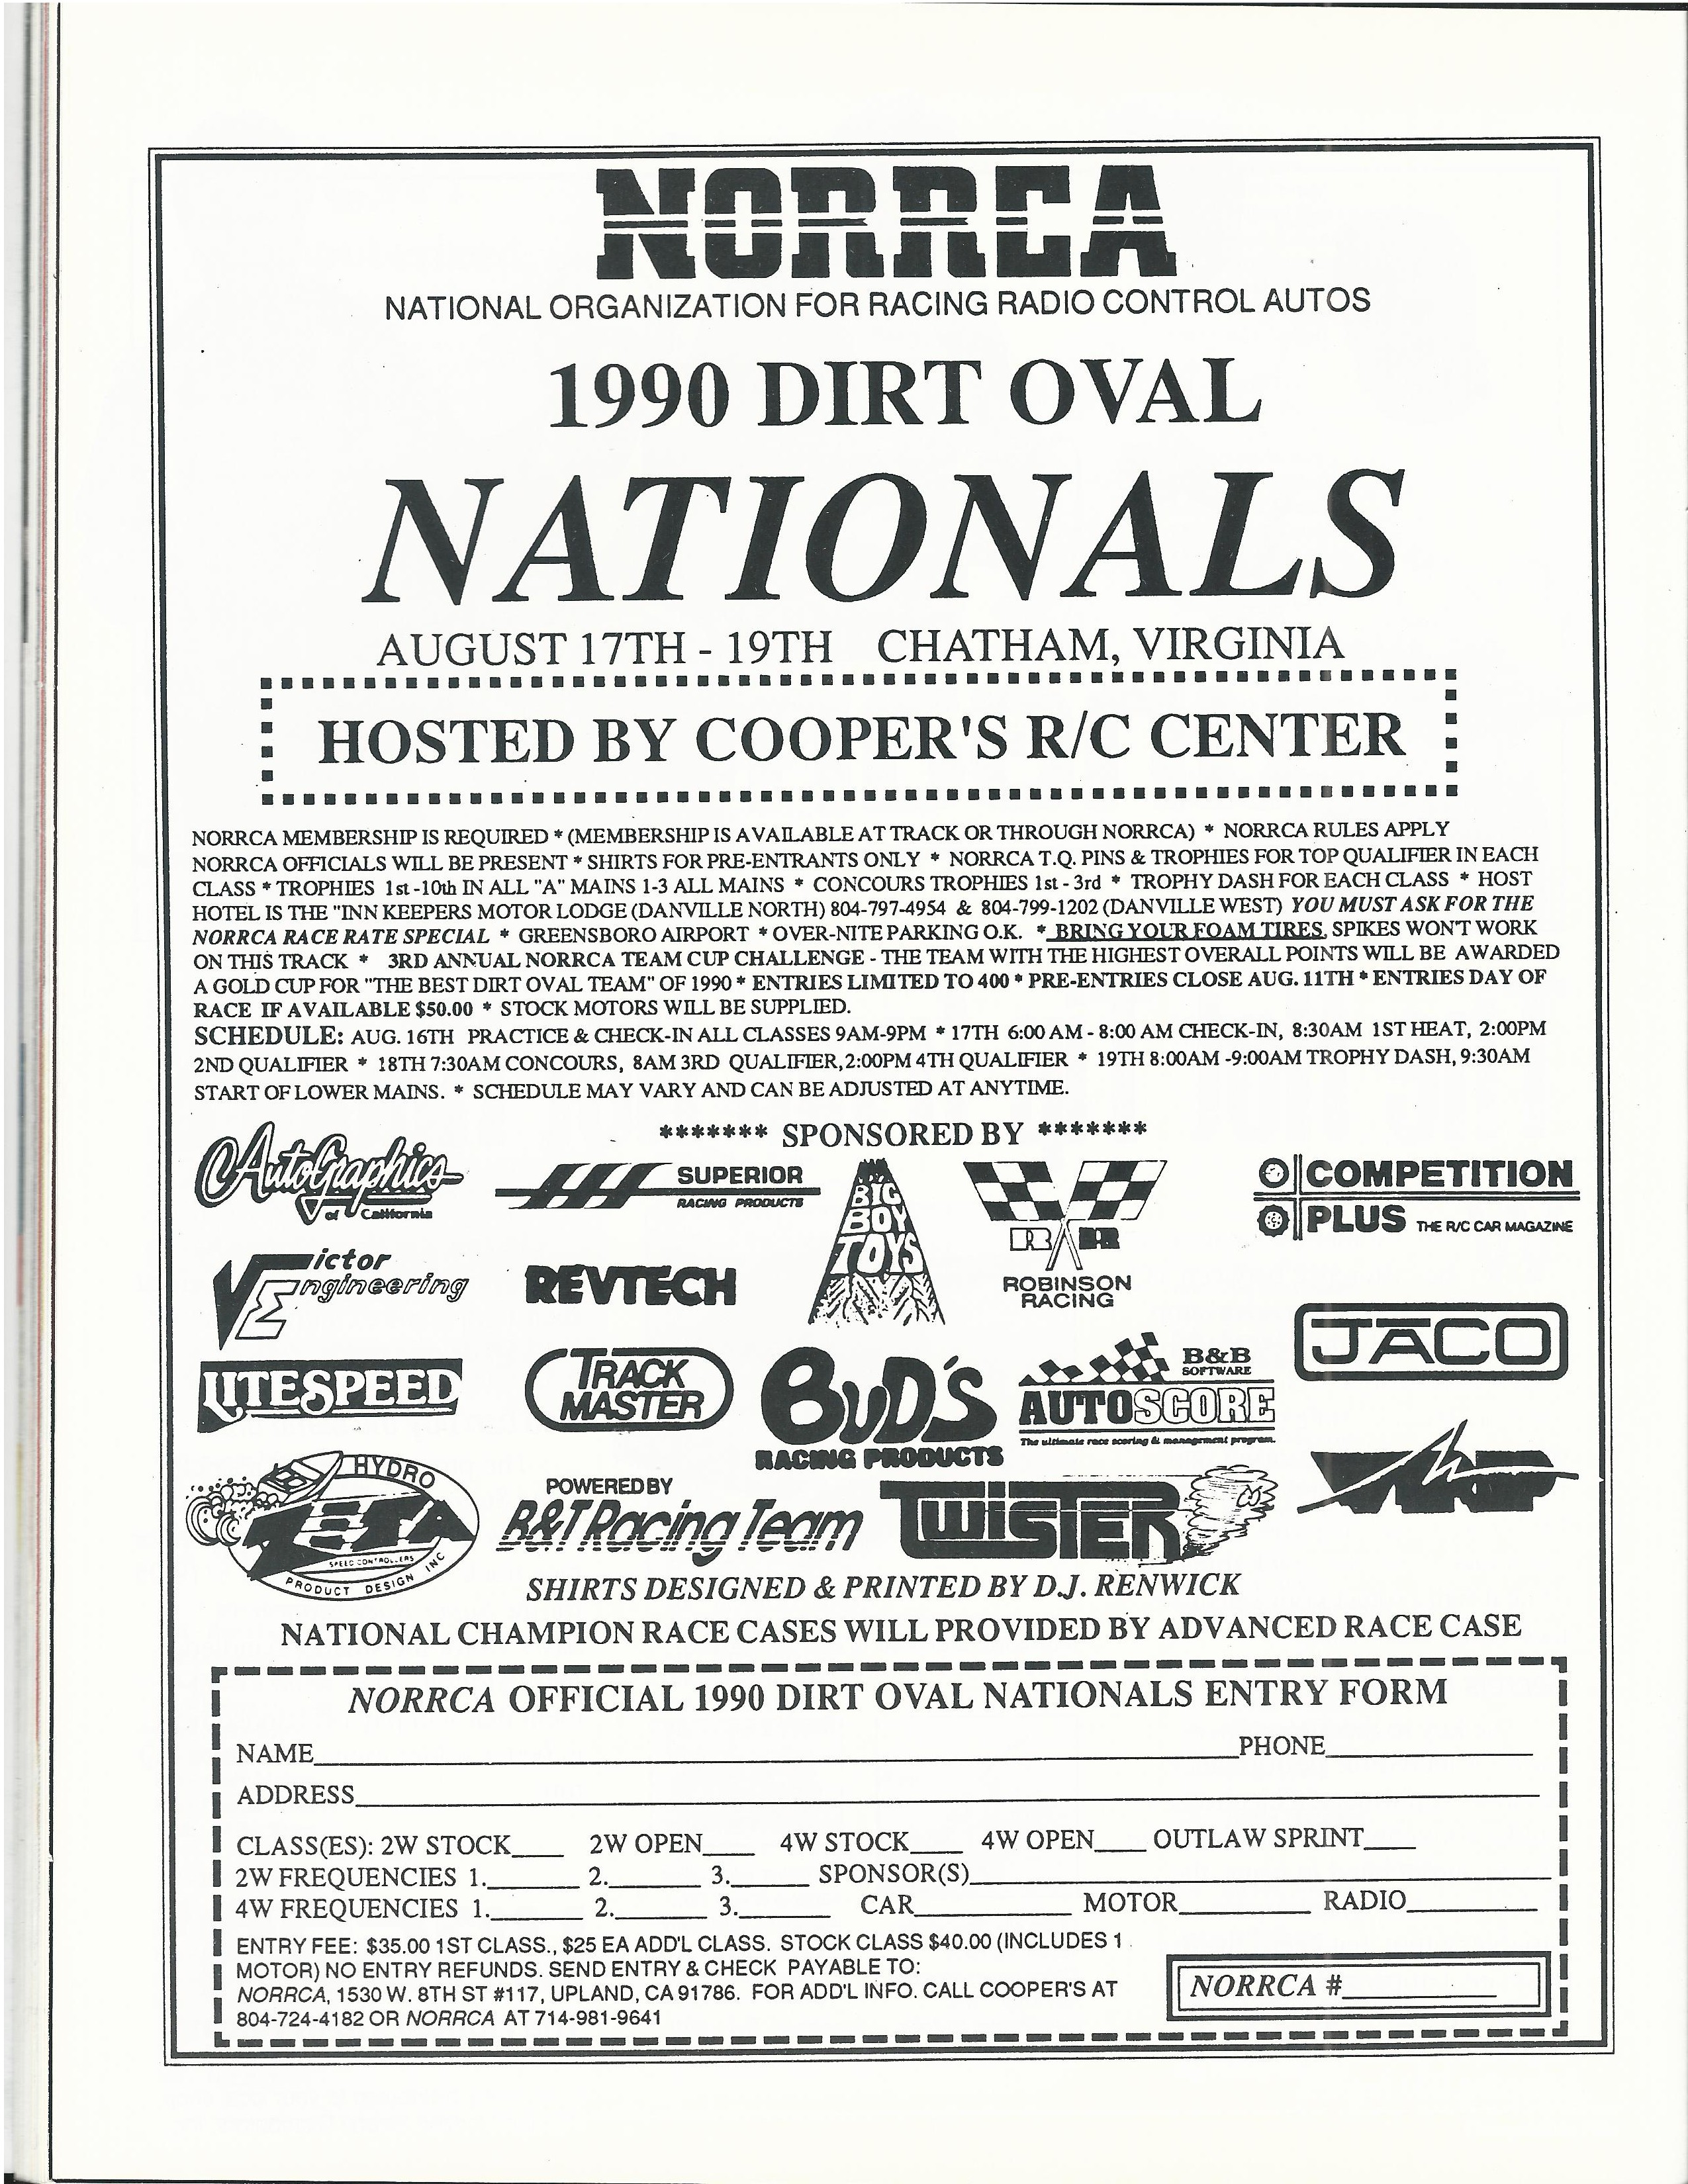 NORRCA
NATIONAL ORGANIZATION FOR RACING RADIO CONTROL AUTOS
1990 DIRT OVAL
NATIONALS
AUGUST 17TH - 19TH CHATHAM, VIRGINIA
HOSTED BY COOPER'S R/C CENTER
NORRCA MEMBERSHIP IS REQUIRED * (MEMBERSHIP IS AVAILABLE AT TRACK OR THROUGH NORRCA) * NORRCA RULES APPLY
NORRCA OFFICIALS WILL BE PRESENT * SHIRTS FOR PRE-ENTRANTS ONLY * NORRCA T.Q. PINS & TROPHIES FOR TOP QUALIFIER IN EACH
CLASS * TROPHIES 1st -10th IN ALL "A" MAINS 1-3 ALL MAINS * CONCOURS TROPHIES 1st - 3rd * TROPHY DASH FOR EACH CLASS * HOST
HOTEL IS THE "INN KEEPERS MOTOR LODGE (DANVILLE NORTH) 804-797-4954 & 804-799-1202 (DANVILLE WEST) YOU MUST ASK FOR THE
NORRCA RACE RATE SPECIAL * GREENSBORO AIRPORT * OVER-NITE PARKING O.K. * BRING YOUR FOAM TIRES. SPIKES WON'T WORK
ON THIS TRACK * 3RD ANNUAL NORRCA TEAM CUP CHALLENGE - THE TEAM WITH THE HIGHEST OVERALL POINTS WILL BE AWARDED
A GOLD CUP FOR "THE BEST DIRT OVAL TEAM" OF 1990 * ENTRIES LIMITED TO 400 * PRE-ENTRIES CLOSE AUG. 11TH * ENTRIES DAY OF
RACE IF AVAILABLE $50.00 * STOCK MOTORS WILL BE SUPPLIED.
SCHEDULE: AUG. 16TH PRACTICE & CHECK-IN ALL CLASSES 9AM-9PM * 17TH 6:00 AM - 8:00 AM CHECK-IN, 8:30AM 1ST HEAT, 2:00PM
2ND QUALIFIER * 18TH 7:30AM CONCOURS, 8AM 3RD QUALIFIER, 2:00PM 4TH QUALIFIER * 19TH 8:00AM -9:00AM TROPHY DASH, 9:30AM
START OF LOWER MAINS. * SCHEDULE MAY VARY AND CAN BE ADJUSTED AT ANYTIME.
******* SPONSORED BY *******
AutoGraphics
of California
SUPERIOR
RACING PRODUCTS
BIG
BOY
TOYS
R R
ROBINSON
RACING
COMPETITION
PLUS THE R/C CAR MAGAZINE
Victor
Engineering
REVTECH
JACO
LITESPEED
TRACK
MASTER
BUD'S
RACING PRODUCTS
B&B
SOFTWARE
AUTOSCORE
The ultimate race scoring & management program.
HYDRO
ZETA
SPEED CONTROLLERS
PRODUCT DESIGN INC
POWERED BY
B&T Racing Team
TWISTER
SHIRTS DESIGNED & PRINTED BY D.J. RENWICK
NATIONAL CHAMPION RACE CASES WILL PROVIDED BY ADVANCED RACE CASE
NORRCA OFFICIAL 1990 DIRT OVAL NATIONALS ENTRY FORM
NAME PHONE
ADDRESS
CLASS(ES): 2W STOCK 2W OPEN 4W STOCK 4W OPEN OUTLAW SPRINT
2W FREQUENCIES 1. 2. 3. SPONSOR(S)
4W FREQUENCIES 1. 2. 3. CAR MOTOR RADIO
ENTRY FEE: $35.00 1ST CLASS., $25 EA ADD'L CLASS. STOCK CLASS $40.00 (INCLUDES 1
MOTOR) NO ENTRY REFUNDS. SEND ENTRY & CHECK PAYABLE TO:
NORRCA, 1530 W. 8TH ST #117, UPLAND, CA 91786. FOR ADD'L INFO. CALL COOPER'S AT
804-724-4182 OR NORRCA AT 714-981-9641
NORRCA #